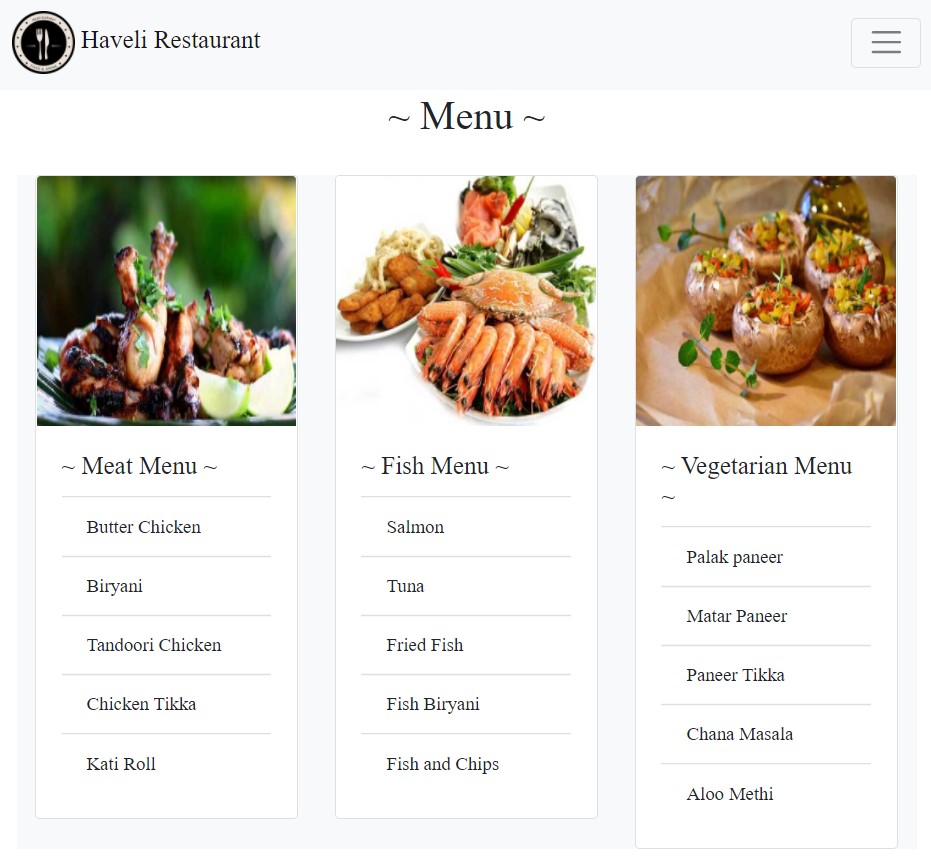 Haveli Restaurant
~ Menu ~
~ Meat Menu ~
Butter Chicken
Biryani
Tandoori Chicken
Chicken Tikka
Kati Roll
~ Fish Menu ~
Salmon
Tuna
Fried Fish
Fish Biryani
Fish and Chips
~ Vegetarian Menu
~
Palak paneer
Matar Paneer
Paneer Tikka
Chana Masala
Aloo Methi